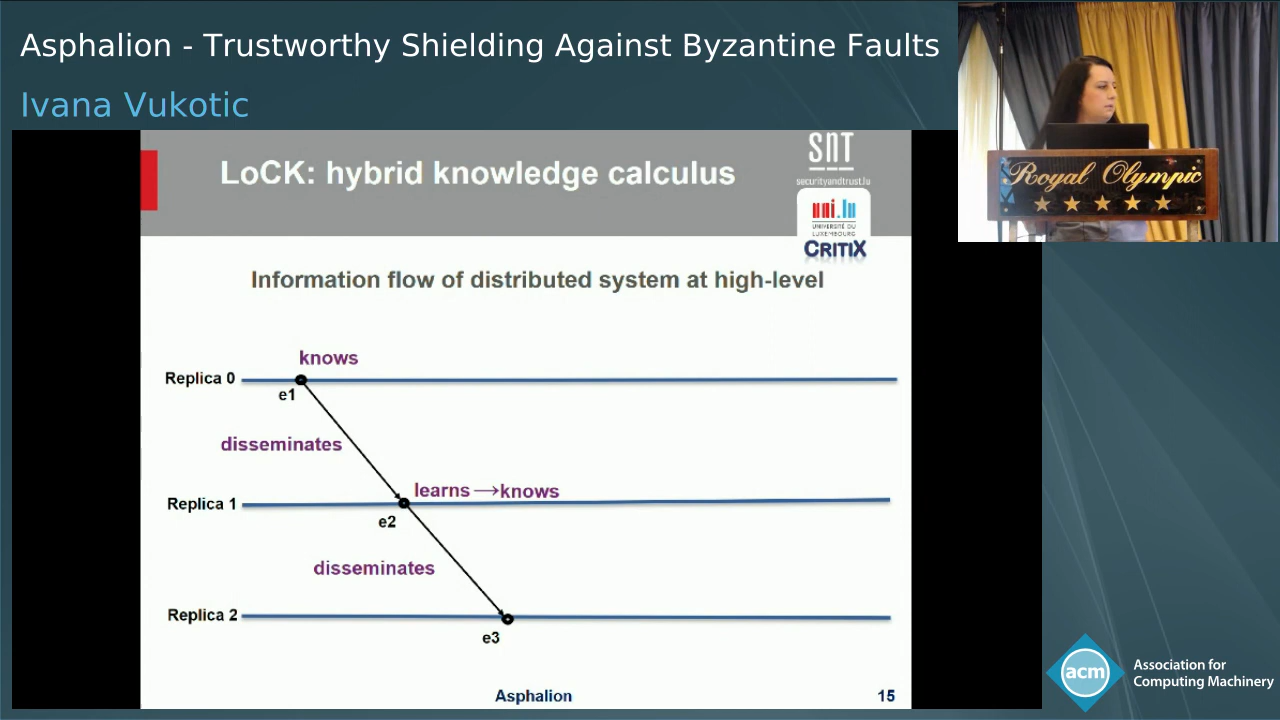 Asphalion - Trustworthy Shielding Against Byzantine Faults
Ivana Vukotic
Royal Olympic
LoCK: hybrid knowledge calculus
SNT
securityandtrust.lu
uni.lu
UNIVERSITÉ DU
LUXEMBOURG
CRITIX
Information flow of distributed system at high-level
knows
Replica 0
e1
disseminates
learns → knows
Replica 1
e2
disseminates
Replica 2
e3
Asphalion
15
acm
Association for
Computing Machinery